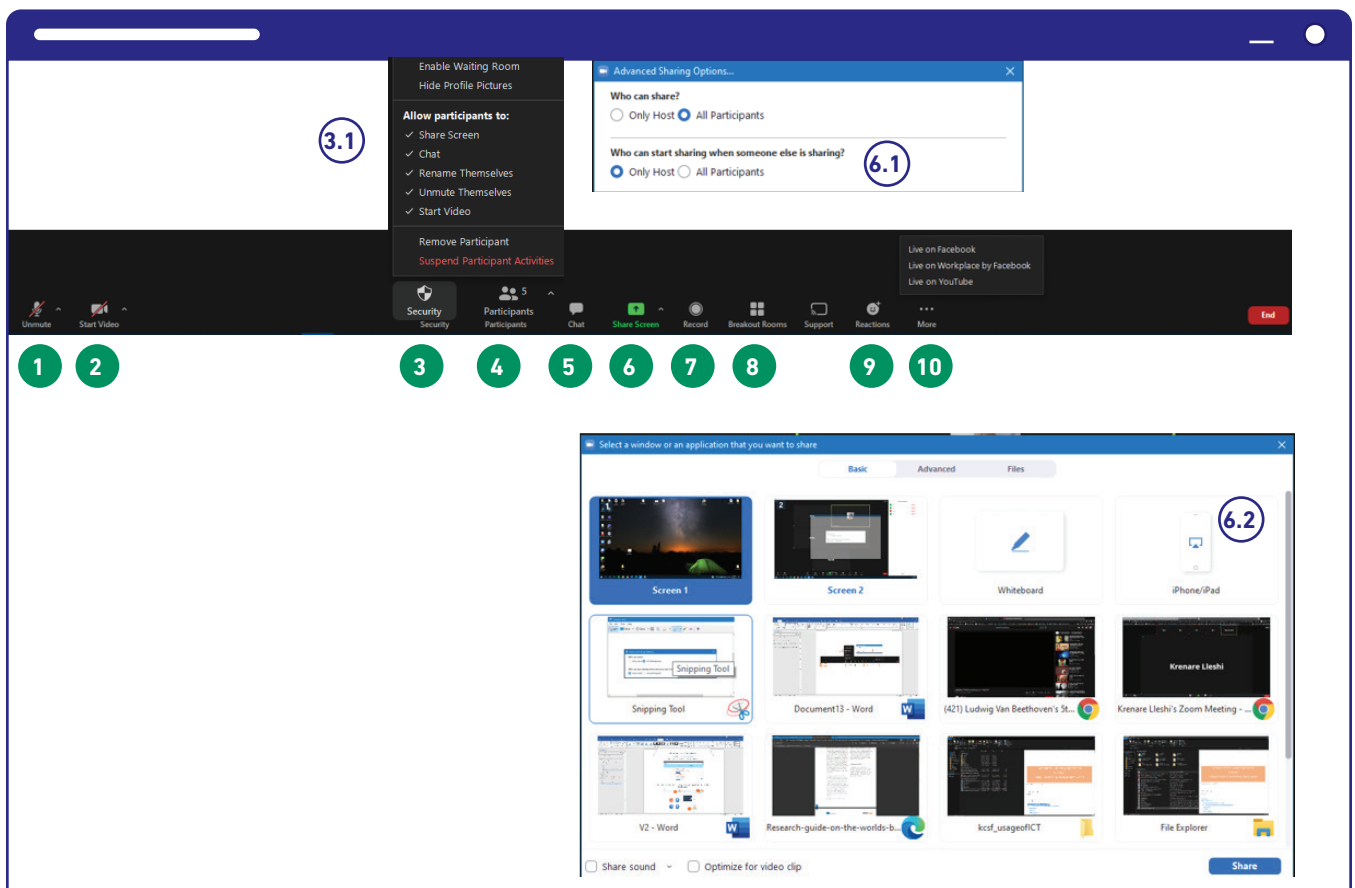 Enable Waiting Room
Hide Profile Pictures
Allow participants to:
✓ Share Screen
✓ Chat
✓ Rename Themselves
✓ Unmute Themselves
✓ Start Video
Remove Participant
Suspend Participant Activities
3.1
Advanced Sharing Options...
Who can share?
Only Host All Participants
Who can start sharing when someone else is sharing?
Only Host All Participants
6.1
Live on Facebook
Live on Workplace by Facebook
Live on YouTube
5
Security Participants
Unmute Start Video Security Participants Chat Share Screen Record Breakout Rooms Support Reactions More End
1 2 3 4 5 6 7 8 9 10
Select a window or an application that you want to share
Basic Advanced Files
6.2
1 2
Screen 1 Screen 2 Whiteboard iPhone/iPad
Snipping Tool
Krenare Lleshi
Snipping Tool Document13 - Word (421) Ludwig Van Beethoven's St... Krenare Lleshi's Zoom Meeting - ...
V2 - Word Research-guide-on-the-worlds-b... kcsf_usageofICT File Explorer
Share sound Optimize for video clip Share